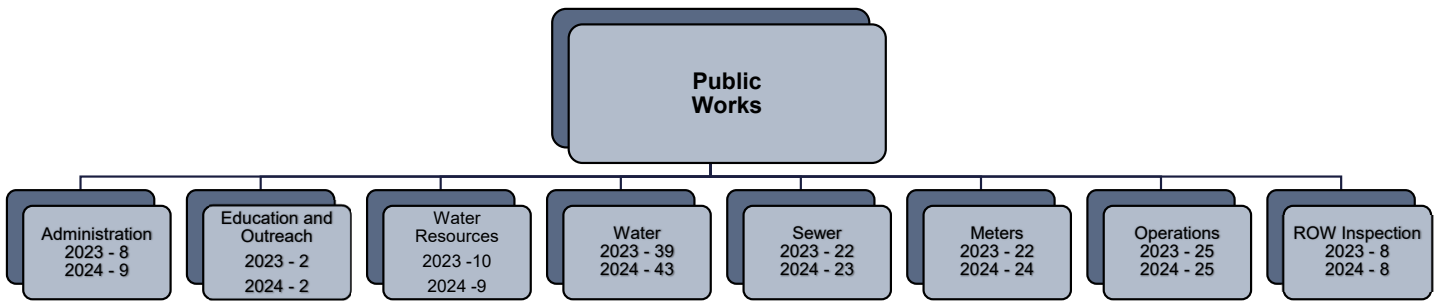 Public
Works
Administration
2023 - 8
2024 - 9
Education and
Outreach
2023 - 2
2024 - 2
Water
Resources
2023 -10
2024 -9
Water
2023 - 39
2024 - 43
Sewer
2023 - 22
2024 - 23
Meters
2023 - 22
2024 - 24
Operations
2023 - 25
2024 - 25
ROW Inspection
2023 - 8
2024 - 8